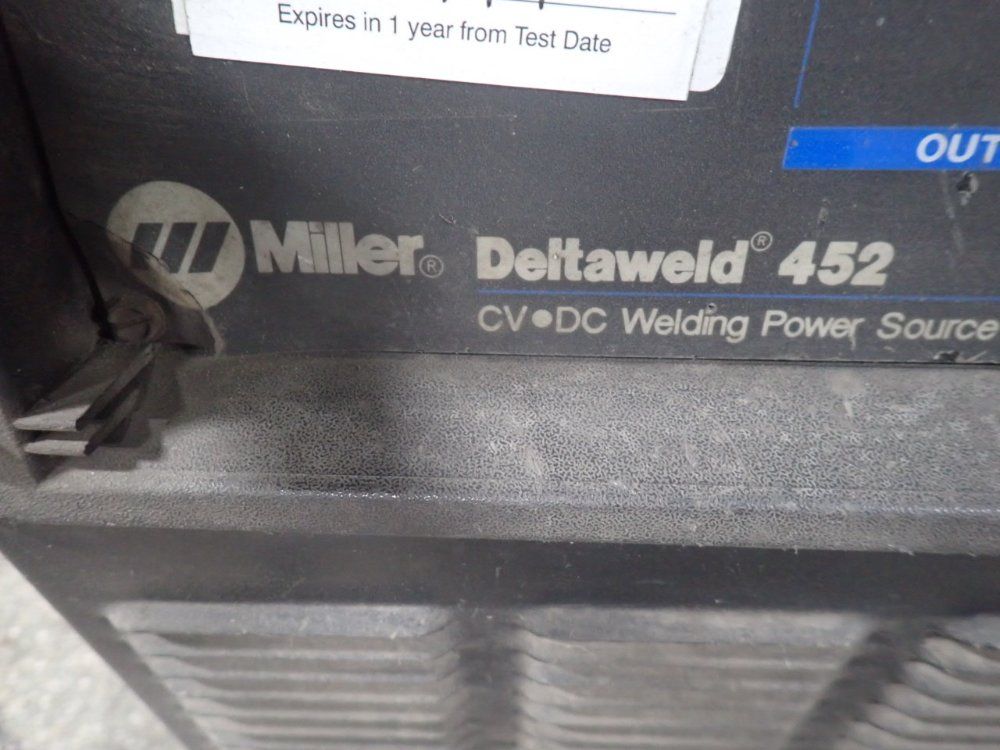 Expires in 1 year from Test Date
OUT
Miller® Deltaweld® 452
CV•DC Welding Power Source